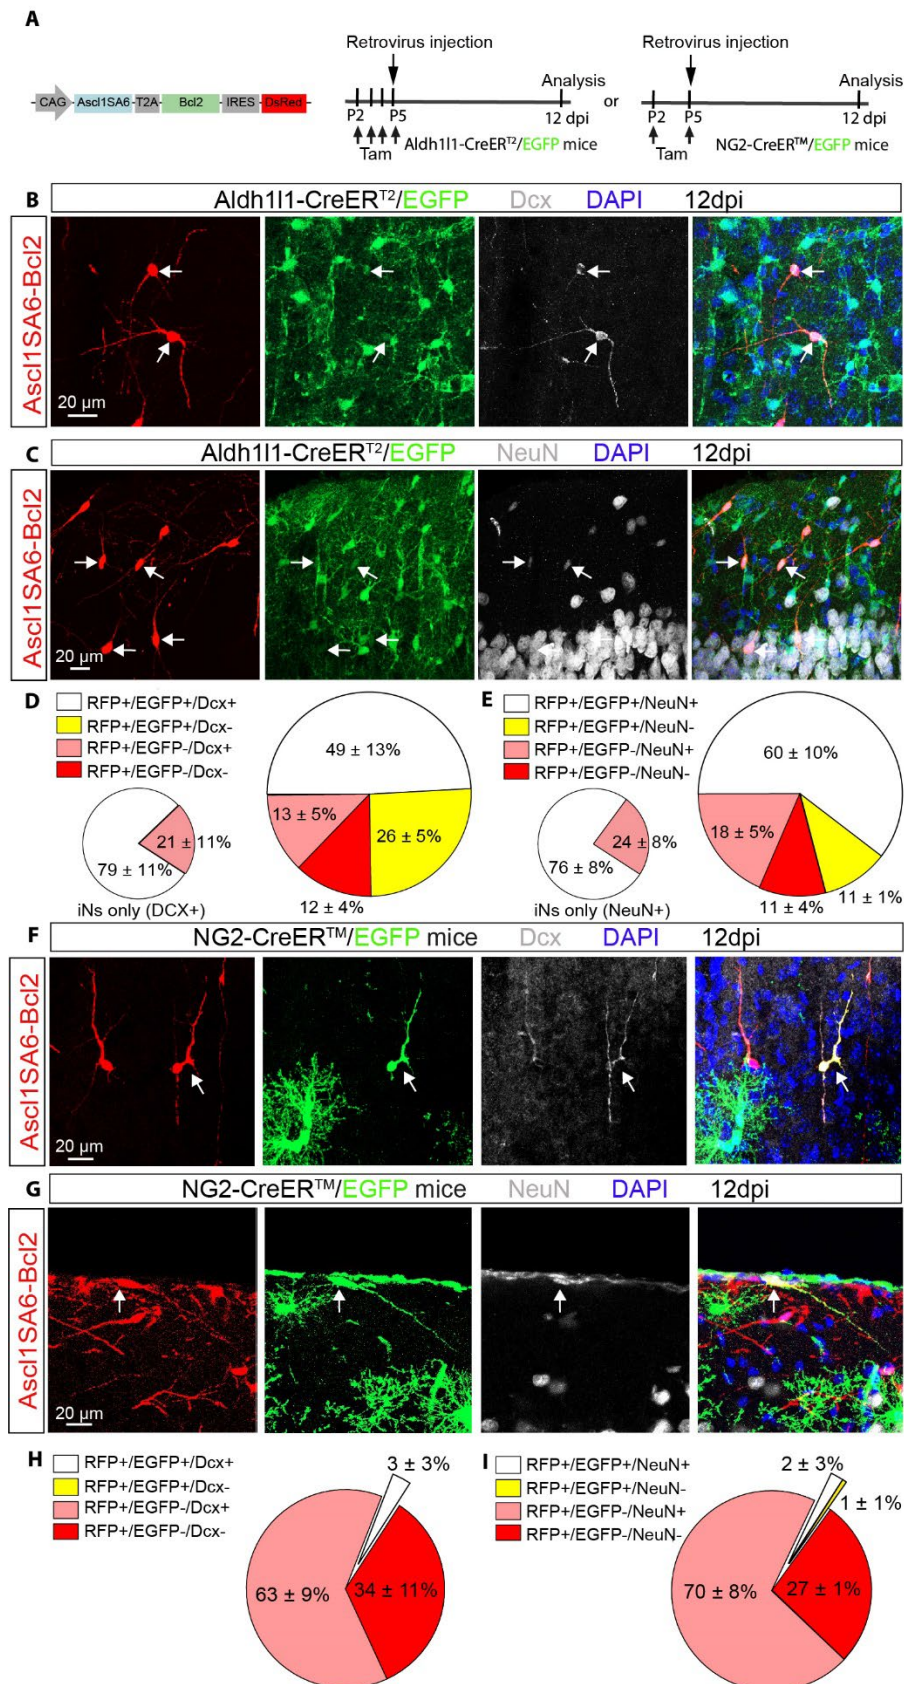 A
Retrovirus injection
Retrovirus injection
CAG Ascl1SA6 T2A Bcl2 IRES DsRed
Analysis
or
Analysis
P2 P5 12 dpi
P2 P5 12 dpi
Tam Aldh1l1-CreERT2/EGFP mice
Tam NG2-CreERTM/EGFP mice
B Aldh1l1-CreERT2/EGFP Dcx DAPI 12dpi
Ascl1SA6-Bcl2
20 µm
C Aldh1l1-CreERT2/EGFP NeuN DAPI 12dpi
Ascl1SA6-Bcl2
20 µm
D
RFP+/EGFP+/Dcx+
RFP+/EGFP+/Dcx-
RFP+/EGFP-/Dcx+
RFP+/EGFP-/Dcx-
49 ± 13%
13 ± 5%
26 ± 5%
12 ± 4%
21 ± 11%
79 ± 11%
iNs only (DCX+)
E
RFP+/EGFP+/NeuN+
RFP+/EGFP+/NeuN-
RFP+/EGFP-/NeuN+
RFP+/EGFP-/NeuN-
60 ± 10%
18 ± 5%
11 ± 1%
11 ± 4%
24 ± 8%
76 ± 8%
iNs only (NeuN+)
F NG2-CreERTM/EGFP mice Dcx DAPI 12dpi
Ascl1SA6-Bcl2
20 µm
G NG2-CreERTM/EGFP mice NeuN DAPI 12dpi
Ascl1SA6-Bcl2
20 µm
H
RFP+/EGFP+/Dcx+
RFP+/EGFP+/Dcx-
RFP+/EGFP-/Dcx+
RFP+/EGFP-/Dcx-
3 ± 3%
63 ± 9%
34 ± 11%
I
RFP+/EGFP+/NeuN+
RFP+/EGFP+/NeuN-
RFP+/EGFP-/NeuN+
RFP+/EGFP-/NeuN-
2 ± 3%
1 ± 1%
70 ± 8%
27 ± 1%